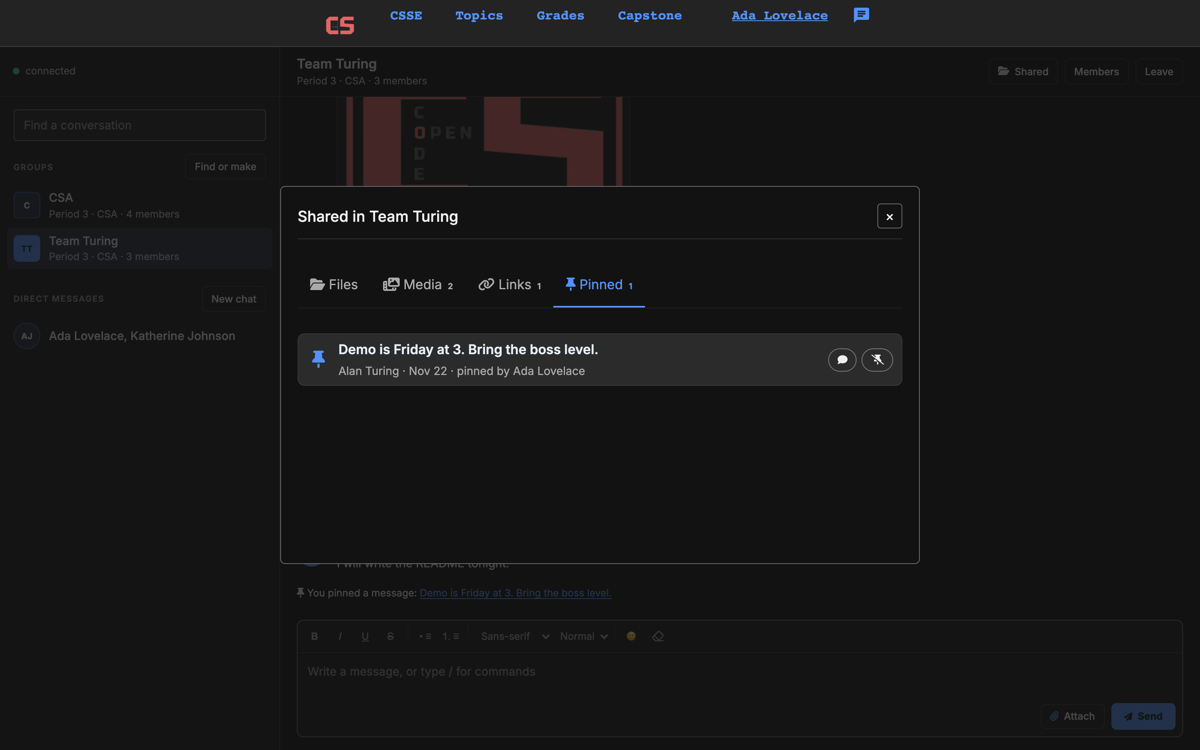 CS
CSSE
Topics
Grades
Capstone
Ada Lovelace
connected
Find a conversation
GROUPS
Find or make
C
CSA
Period 3 · CSA · 4 members
TT
Team Turing
Period 3 · CSA · 3 members
DIRECT MESSAGES
New chat
AJ
Ada Lovelace, Katherine Johnson
Team Turing
Period 3 · CSA · 3 members
Shared
Members
Leave
CODE
OPEN
Shared in Team Turing
×
Files
Media 2
Links 1
Pinned 1
Demo is Friday at 3. Bring the boss level.
Alan Turing · Nov 22 · pinned by Ada Lovelace
I will write the README tonight.
You pinned a message: Demo is Friday at 3. Bring the boss level.
B I U S
Sans-serif
Normal
Write a message, or type / for commands
Attach
Send